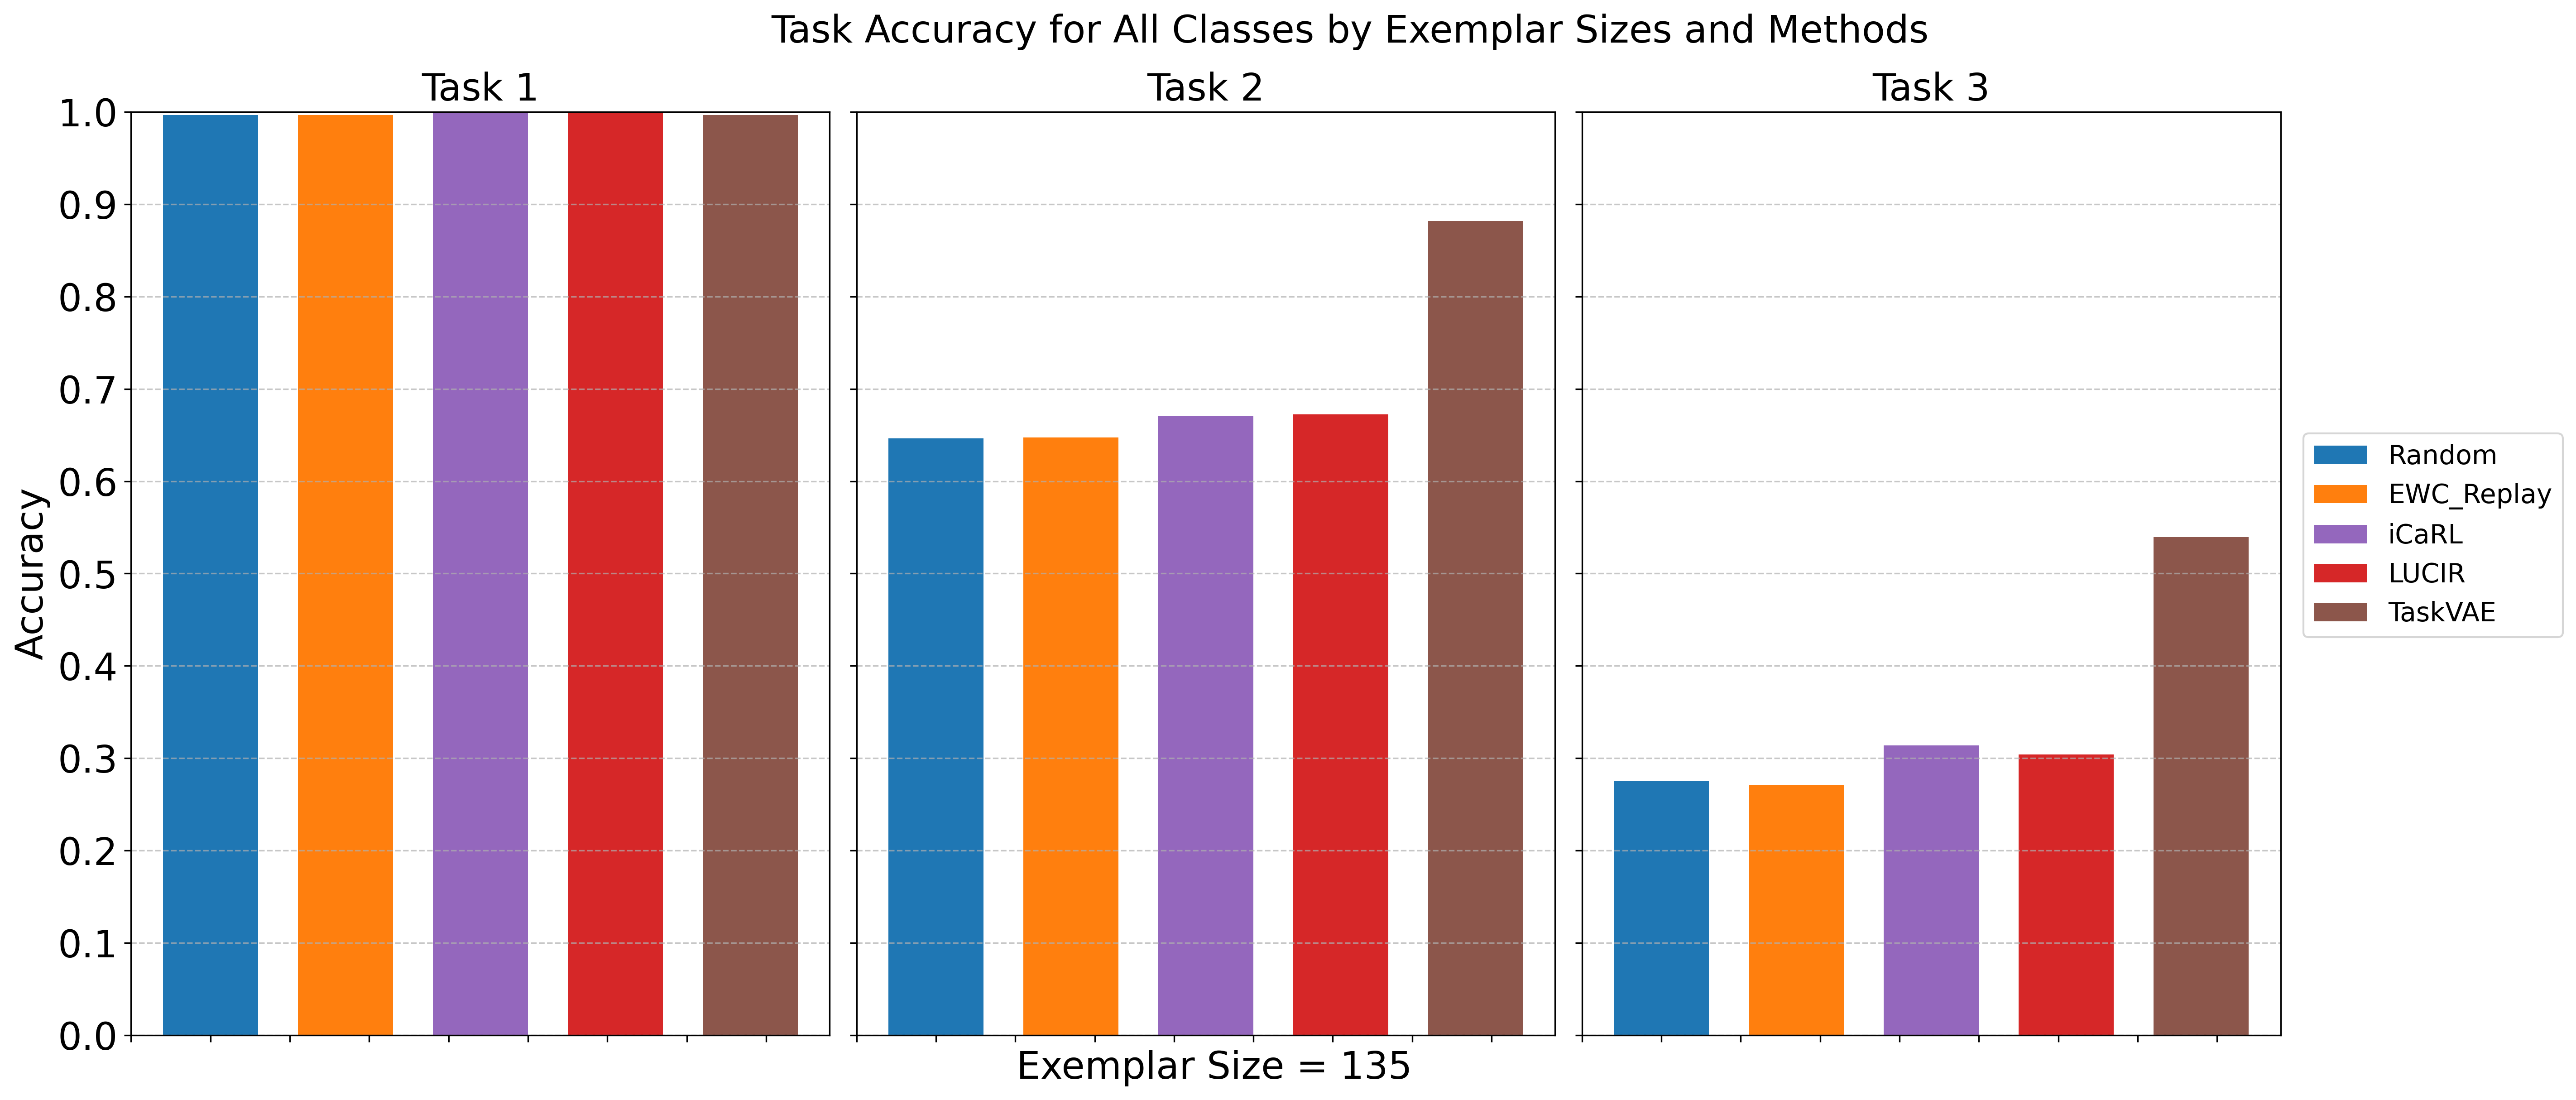 Task Accuracy for All Classes by Exemplar Sizes and Methods
Task 1
Task 2
Task 3
1.0
0.9
0.8
0.7
0.6
0.5
0.4
0.3
0.2
0.1
0.0
Accuracy
Exemplar Size = 135
Random
EWC_Replay
iCaRL
LUCIR
TaskVAE